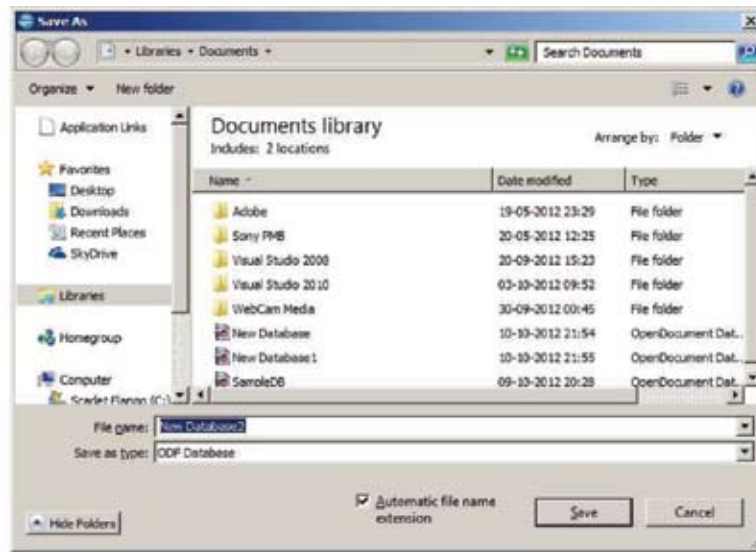 Save As
Libraries Documents
Search Documents
Organize New folder
Application Links
Favorites
Desktop
Downloads
Recent Places
SkyDrive
Libraries
Homegroup
Computer
Scarlet Flango (C:)
Documents library
Includes: 2 locations
Arrange by: Folder
Name Date modified Type
Adobe 19-05-2012 23:29 File folder
Sony PMB 20-05-2012 12:25 File folder
Visual Studio 2008 20-09-2012 15:23 File folder
Visual Studio 2010 03-10-2012 09:52 File folder
WebCam Media 30-09-2012 00:45 File folder
New Database 10-10-2012 21:54 OpenDocument Dat...
New Database1 10-10-2012 21:55 OpenDocument Dat...
SampleDB 09-10-2012 20:28 OpenDocument Dat...
File name: New Database2
Save as type: ODF Database
Automatic file name extension
Hide Folders
Save
Cancel